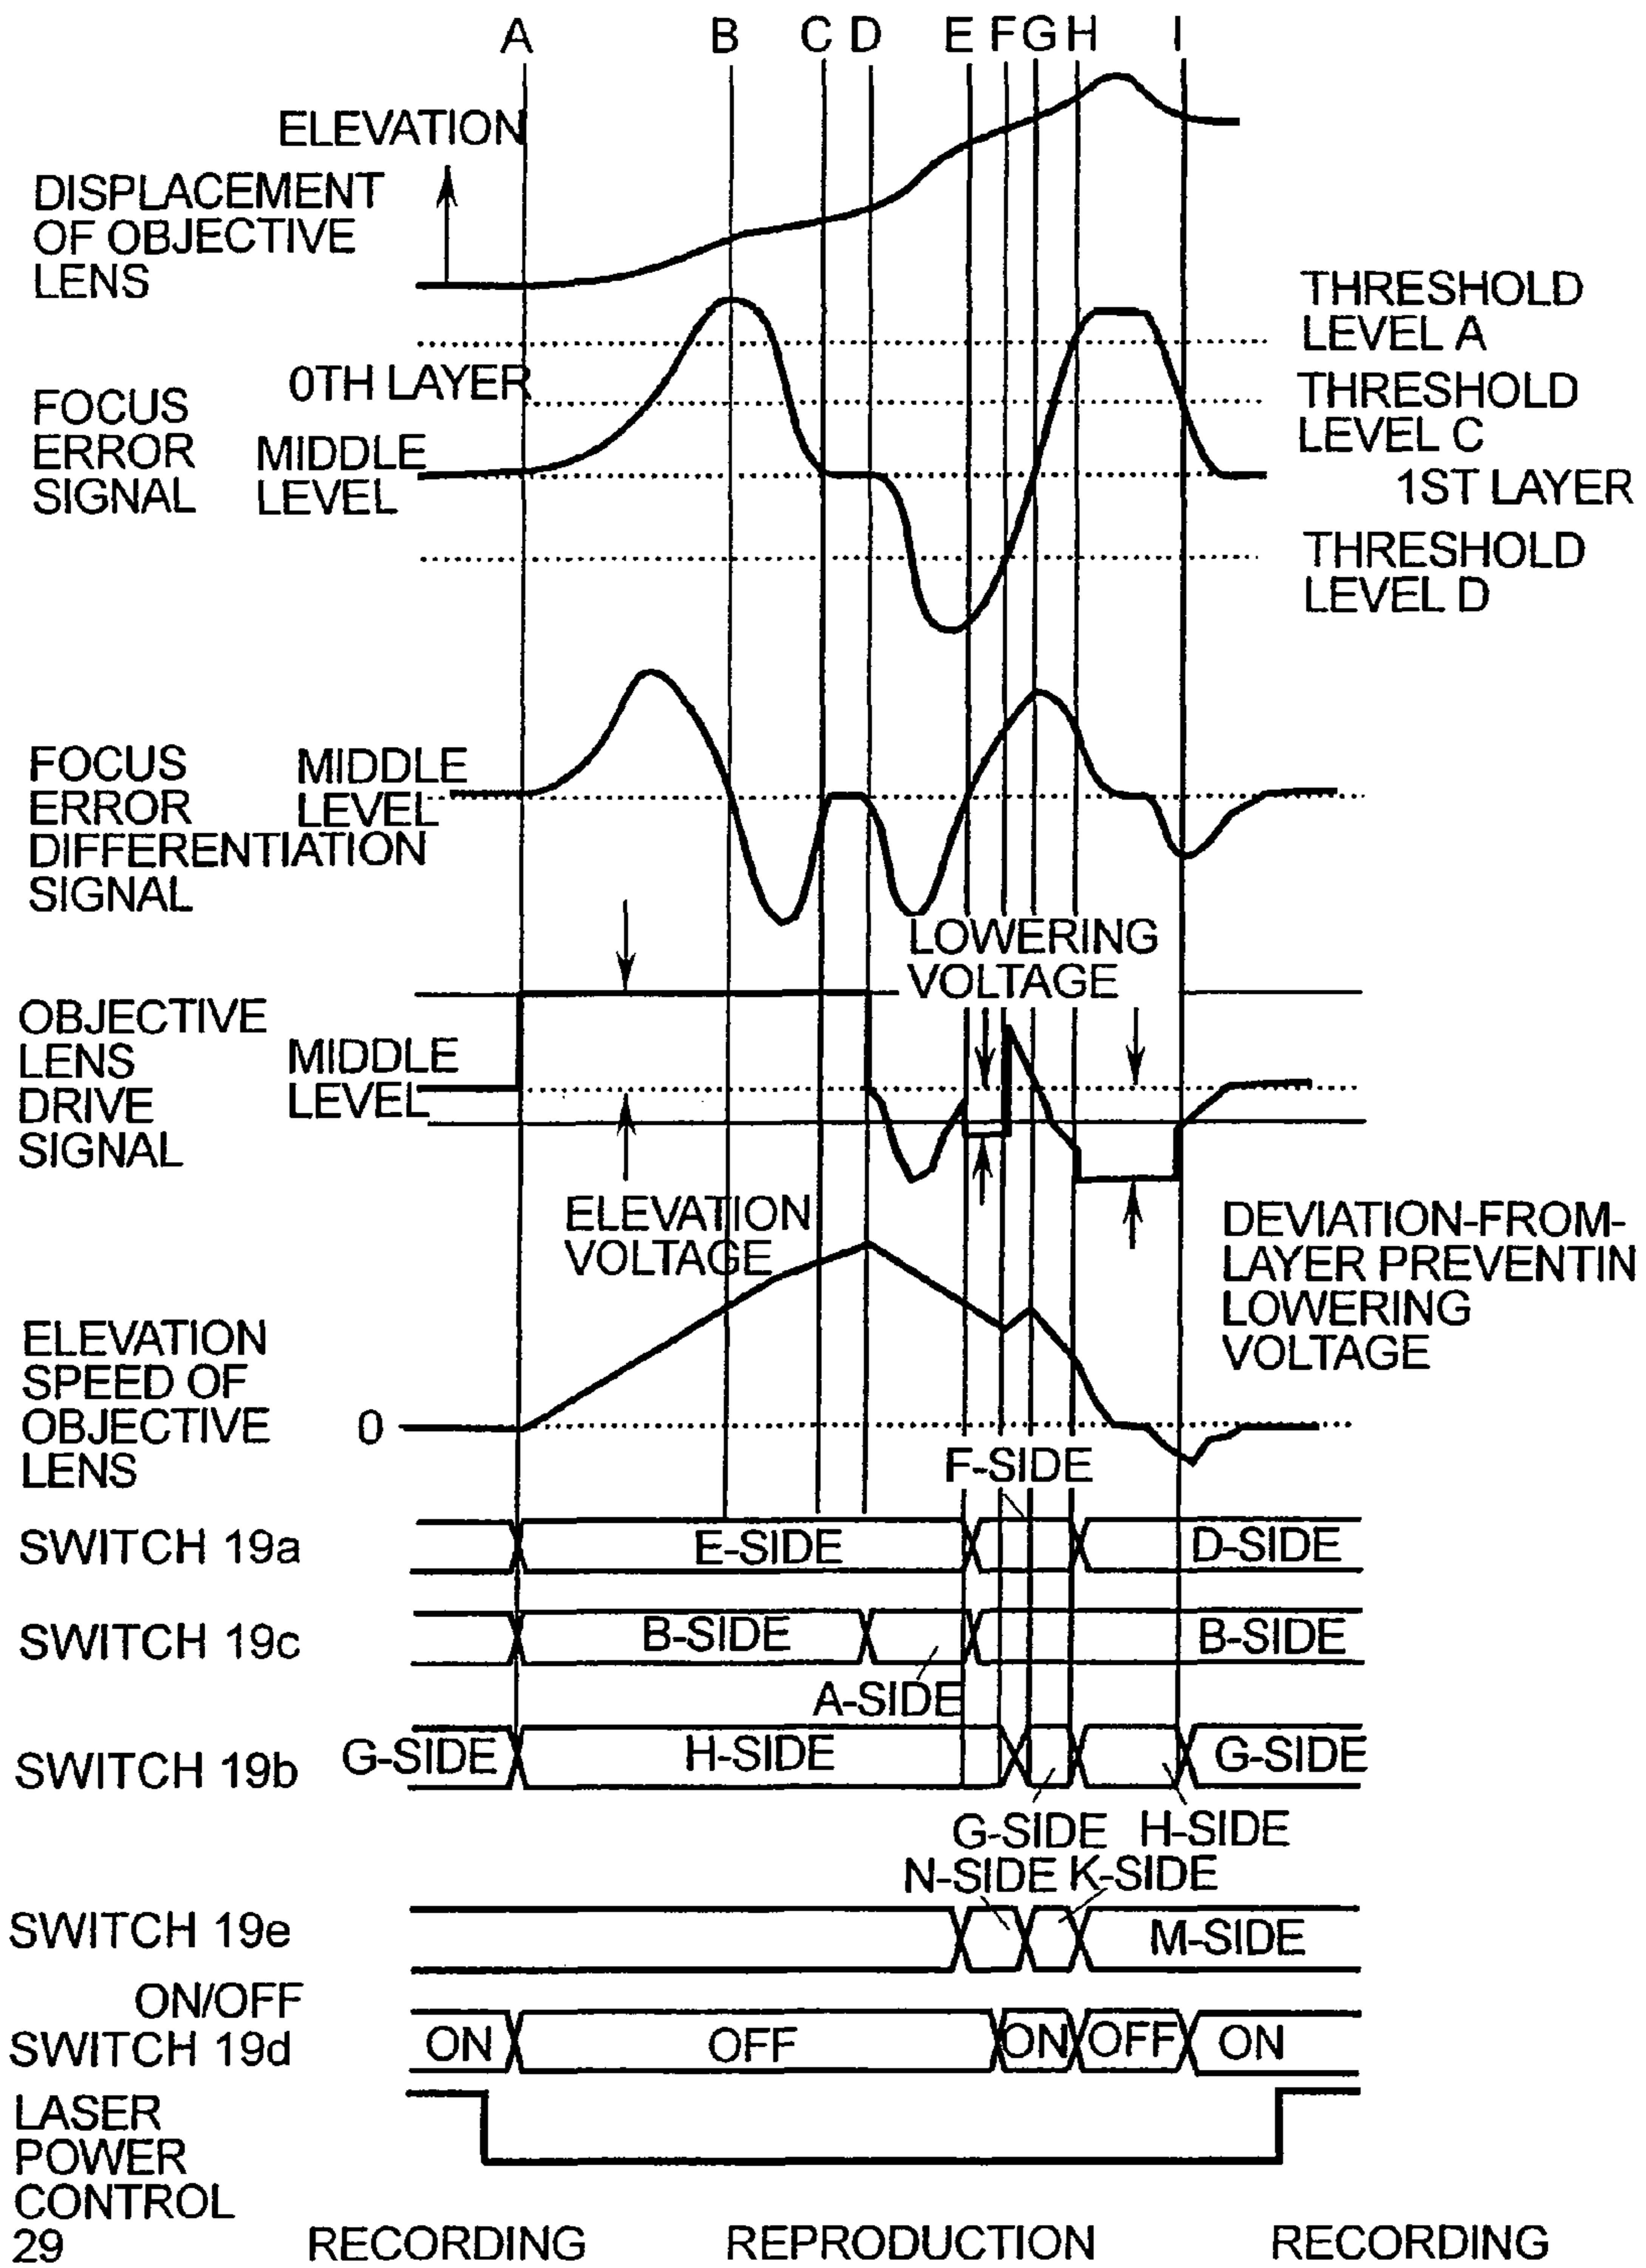 A B C D E F G H I
ELEVATION
DISPLACEMENT
OF OBJECTIVE
LENS
THRESHOLD
LEVEL A
0TH LAYER
THRESHOLD
LEVEL C
FOCUS
ERROR
SIGNAL
MIDDLE
LEVEL
1ST LAYER
THRESHOLD
LEVEL D
FOCUS
ERROR
DIFFERENTIATION
SIGNAL
MIDDLE
LEVEL
LOWERING
VOLTAGE
OBJECTIVE
LENS
DRIVE
SIGNAL
MIDDLE
LEVEL
ELEVATION
VOLTAGE
DEVIATION-FROM-
LAYER PREVENTIN
LOWERING
VOLTAGE
ELEVATION
SPEED OF
OBJECTIVE
LENS
0
F-SIDE
SWITCH 19a
E-SIDE
D-SIDE
SWITCH 19c
B-SIDE
B-SIDE
A-SIDE
SWITCH 19b
G-SIDE
H-SIDE
G-SIDE
G-SIDE H-SIDE
N-SIDE K-SIDE
SWITCH 19e
M-SIDE
ON/OFF
SWITCH 19d
ON
OFF
ON
OFF
ON
LASER
POWER
CONTROL
29
RECORDING
REPRODUCTION
RECORDING